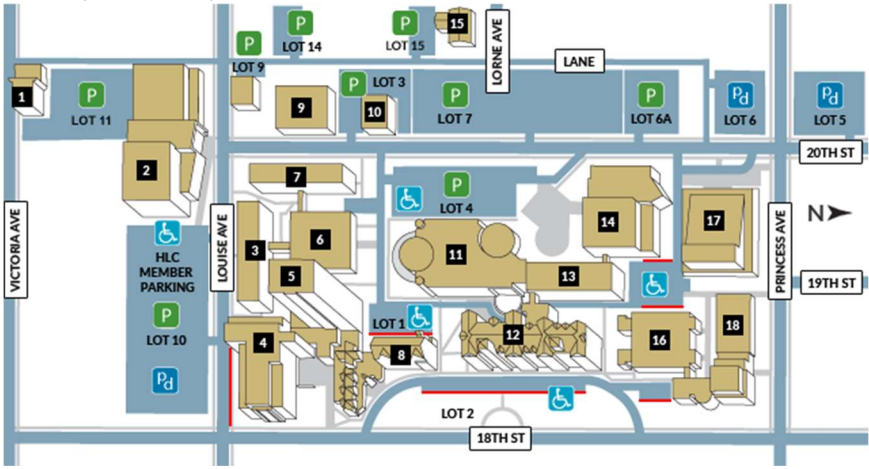 P
LOT 14
P
LOT 15
15
LORNE AVE
P
LOT 9
LANE
1
P
LOT 11
9
P
LOT 3
10
P
LOT 7
P
LOT 6A
pd
LOT 6
pd
LOT 5
20TH ST
2
7
P
LOT 4
VICTORIA AVE
LOUISE AVE
3
6
5
11
14
13
17
PRINCESS AVE
N
19TH ST
HLC
MEMBER
PARKING
P
LOT 10
pd
4
LOT 1
8
12
16
18
LOT 2
18TH ST